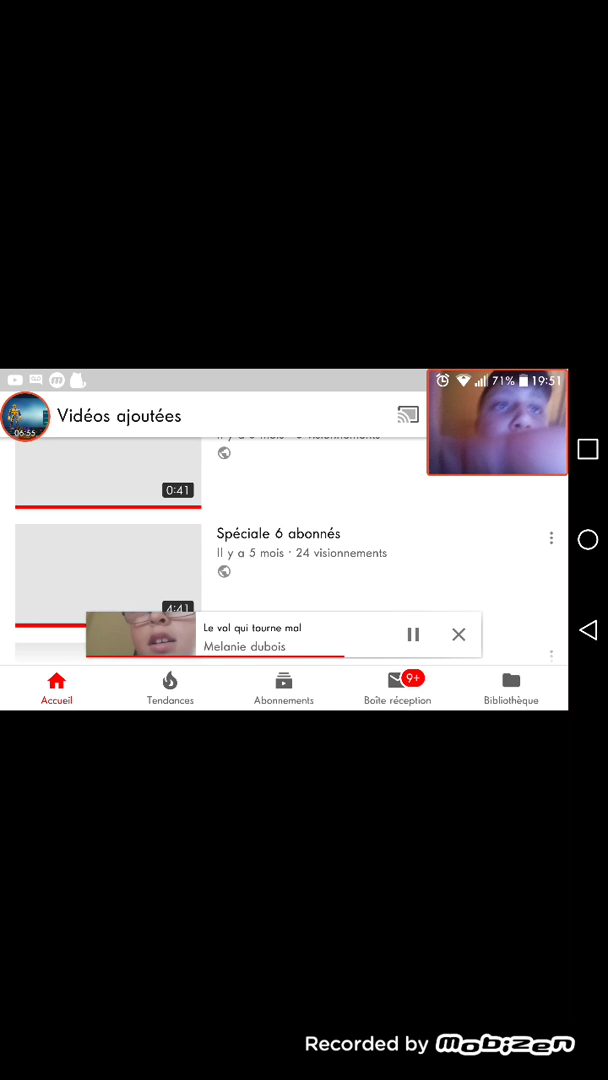 71% 19:51
Vidéos ajoutées
06:55
0:41
Spéciale 6 abonnés
Il y a 5 mois · 24 visionnements
4:41
Le vol qui tourne mal
Melanie dubois
9+
Accueil
Tendances
Abonnements
Boîte réception
Bibliothèque
Recorded by mobizen